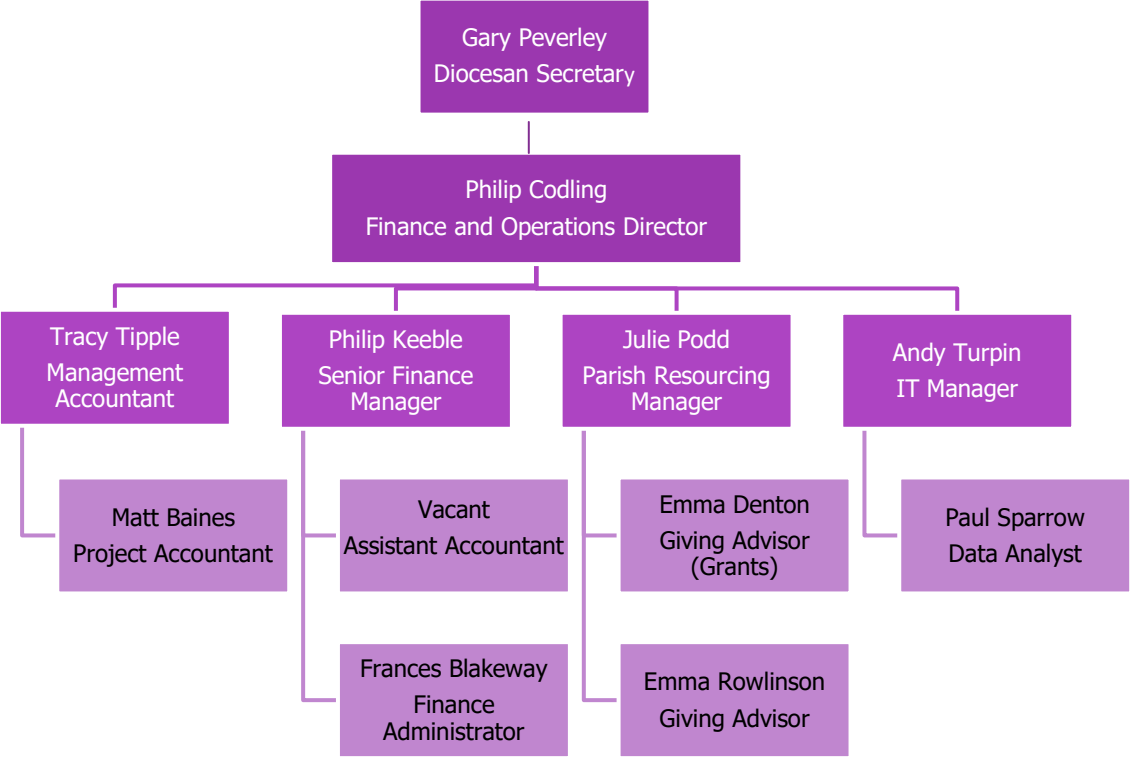 Gary Peverley
Diocesan Secretary
Philip Codling
Finance and Operations Director
Tracy Tipple
Management
Accountant
Philip Keeble
Senior Finance
Manager
Julie Podd
Parish Resourcing
Manager
Andy Turpin
IT Manager
Matt Baines
Project Accountant
Vacant
Assistant Accountant
Emma Denton
Giving Advisor
(Grants)
Paul Sparrow
Data Analyst
Frances Blakeway
Finance
Administrator
Emma Rowlinson
Giving Advisor